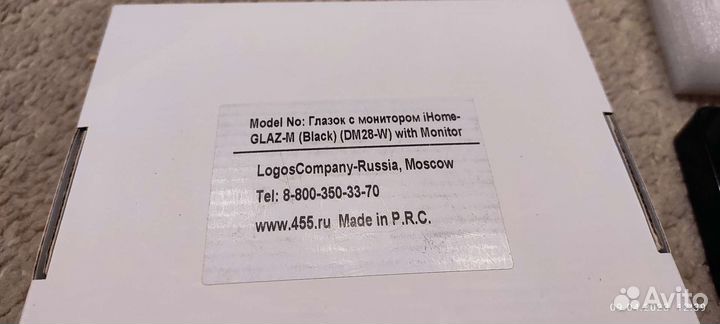 Model No: Глазок с монитором iHome-
GLAZ-M (Black) (DM28-W) with Monitor
LogosCompany-Russia, Moscow
Tel: 8-800-350-33-70
www.455.ru Made in P.R.C.
Avito